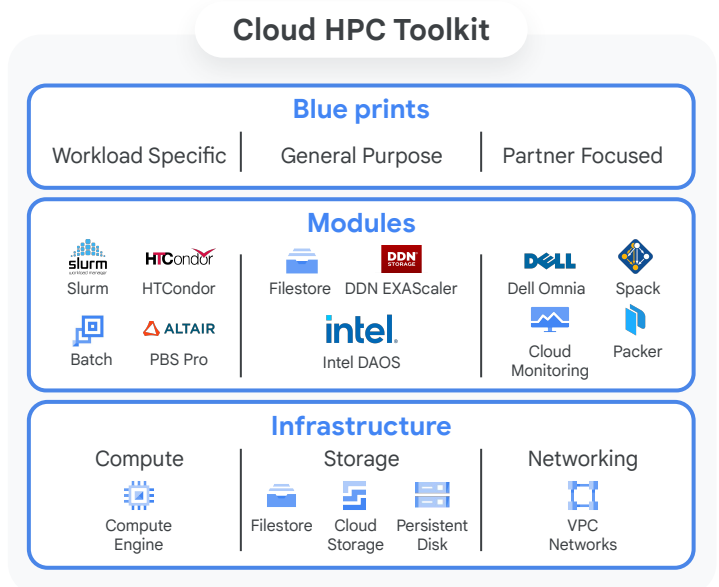 Cloud HPC Toolkit
Blue prints
Workload Specific
General Purpose
Partner Focused
Modules
slurm
workload manager
Slurm
HTCondor
HTCondor
Filestore
DDN
STORAGE
DDN EXAScaler
DELL
Dell Omnia
Spack
Batch
ALTAIR
PBS Pro
intel.
Intel DAOS
Cloud
Monitoring
Packer
Infrastructure
Compute
Compute
Engine
Storage
Filestore
Cloud
Storage
Persistent
Disk
Networking
VPC
Networks